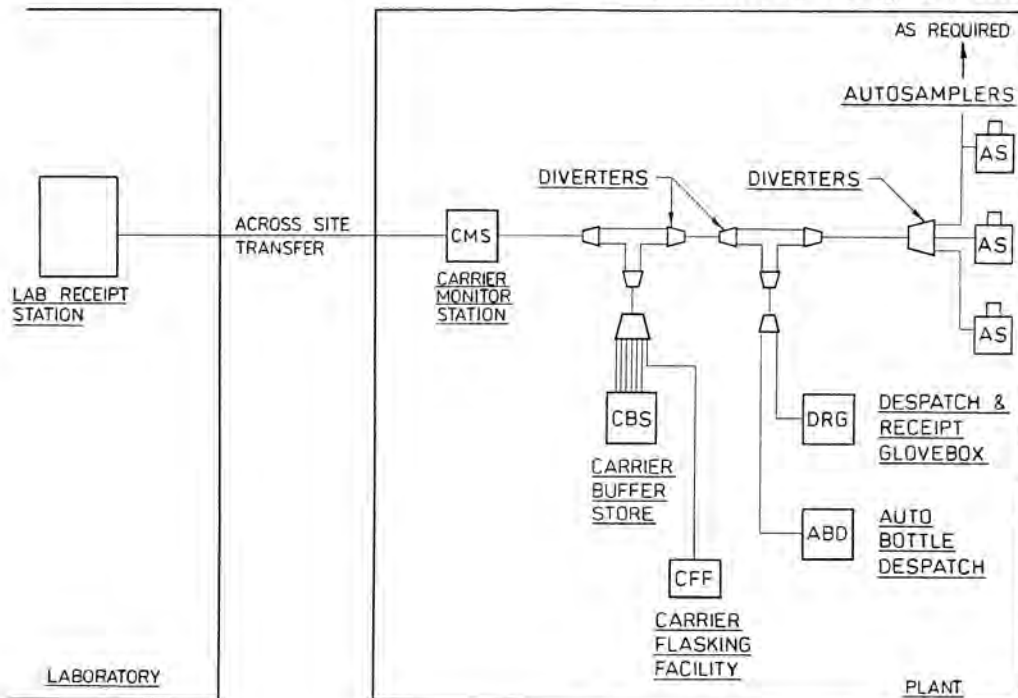 AS REQUIRED
AUTOSAMPLERS
AS
DIVERTERS
DIVERTERS
AS
ACROSS SITE
TRANSFER
CMS
LAB RECEIPT
STATION
CARRIER
MONITOR
STATION
AS
CBS
CARRIER
BUFFER
STORE
DRG
DESPATCH &
RECEIPT
GLOVEBOX
ABD
AUTO
BOTTLE
DESPATCH
CFF
CARRIER
FLASKING
FACILITY
LABORATORY
PLANT